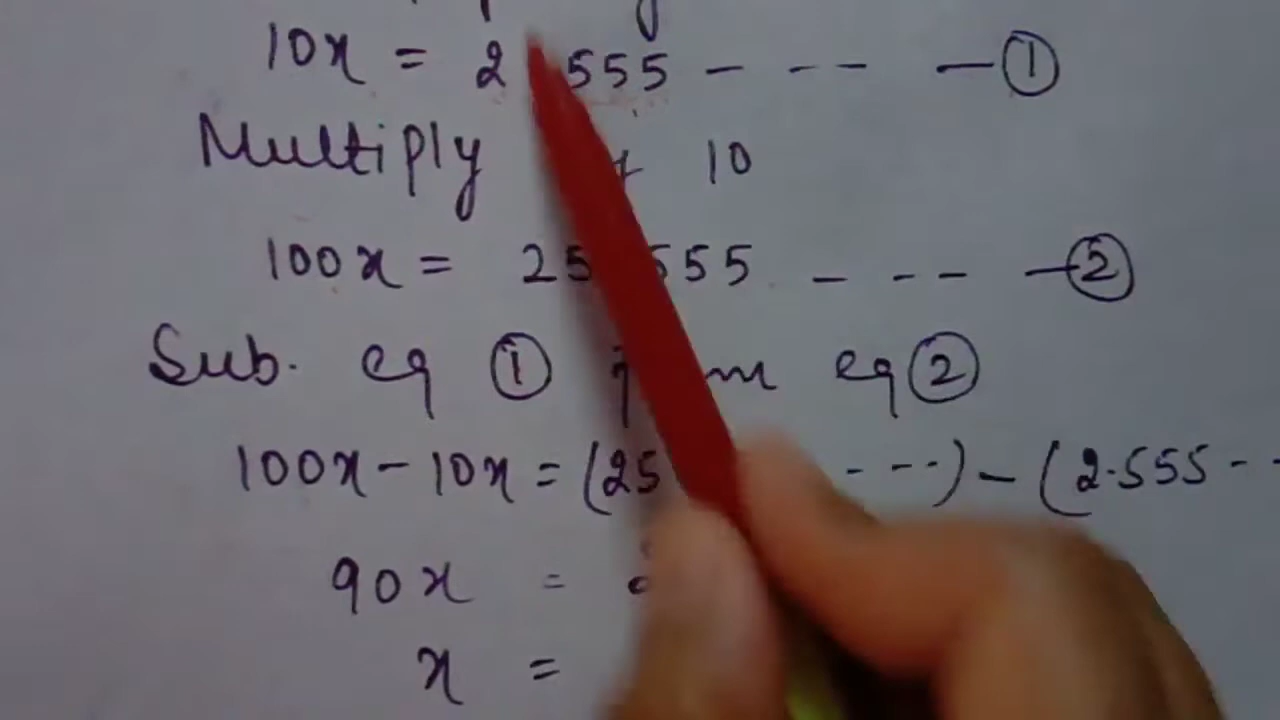 10x = 2 555 - - - - ①
Multiply 10
100x = 25 555 - - - - ②
Sub. eq ① eq ②
100x - 10x = (25 - - - ) - (2.555 - -
90x =
x =